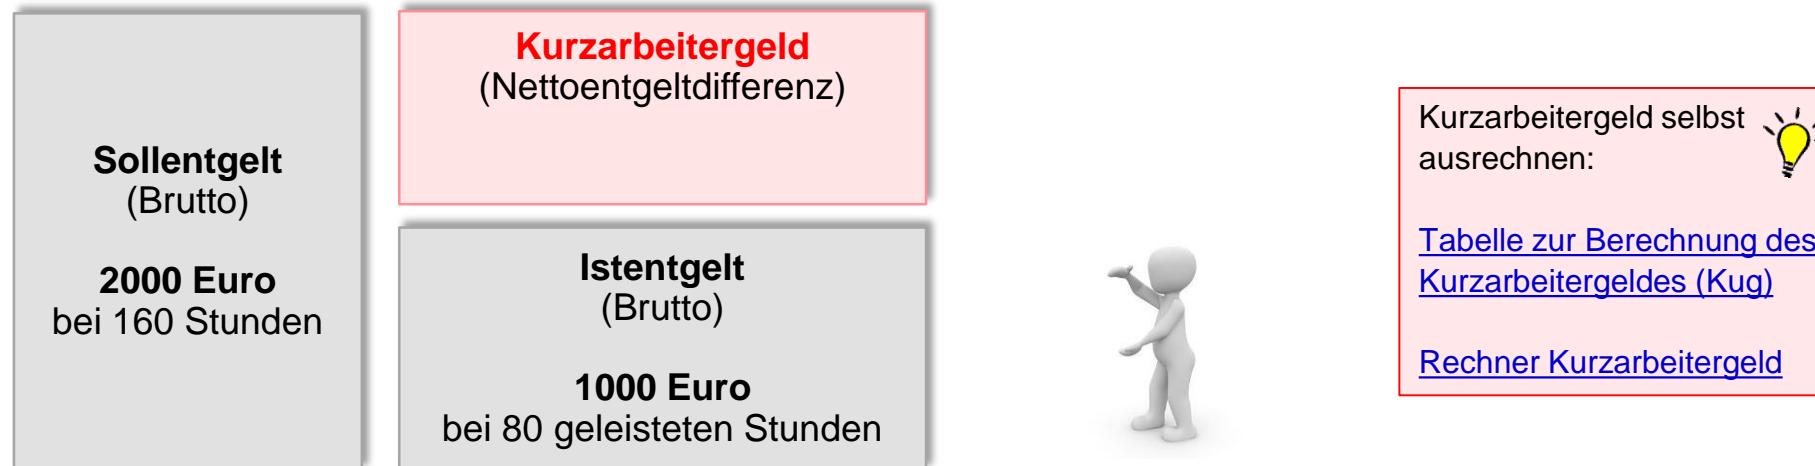 Sollentgelt
(Brutto)
2000 Euro
bei 160 Stunden
Kurzarbeitergeld
(Nettoentgeltdifferenz)
Istentgelt
(Brutto)
1000 Euro
bei 80 geleisteten Stunden
Kurzarbeitergeld selbst
ausrechnen:
Tabelle zur Berechnung des
Kurzarbeitergeldes (Kug)
Rechner Kurzarbeitergeld